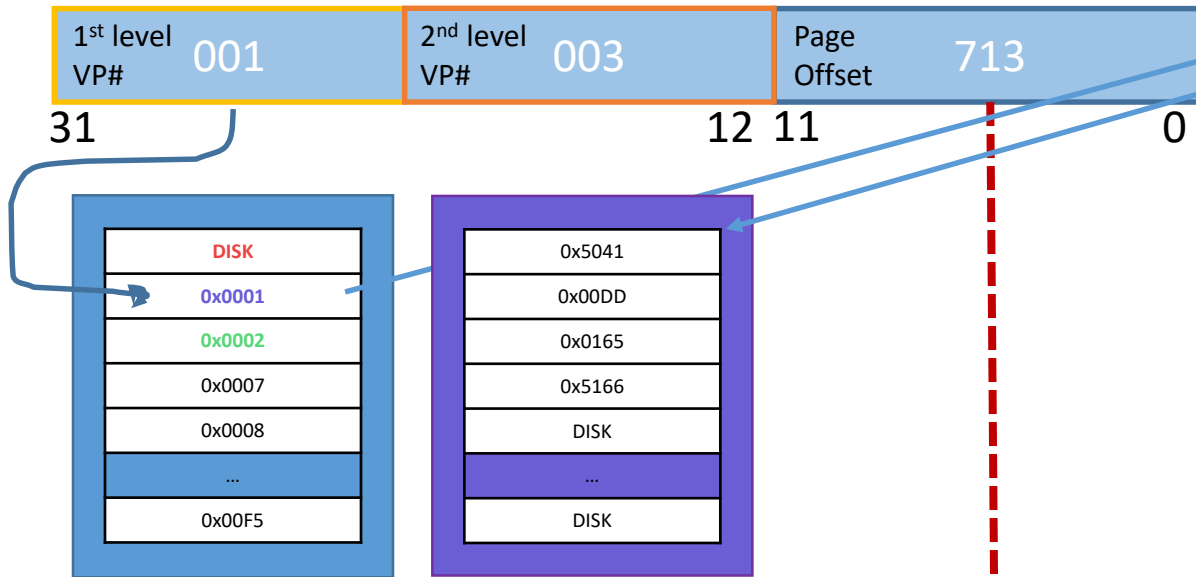 1st level
VP#
001
2nd level
VP#
003
Page
Offset
713
31
12
11
0
DISK
0x0001
0x0002
0x0007
0x0008
...
0x00F5
0x5041
0x00DD
0x0165
0x5166
DISK
...
DISK